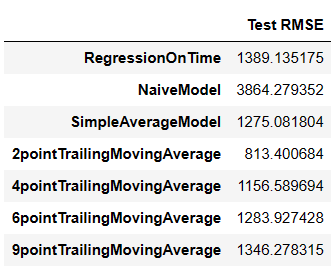 Test RMSE
RegressionOnTime 1389.135175
NaiveModel 3864.279352
SimpleAverageModel 1275.081804
2pointTrailingMovingAverage 813.400684
4pointTrailingMovingAverage 1156.589694
6pointTrailingMovingAverage 1283.927428
9pointTrailingMovingAverage 1346.278315